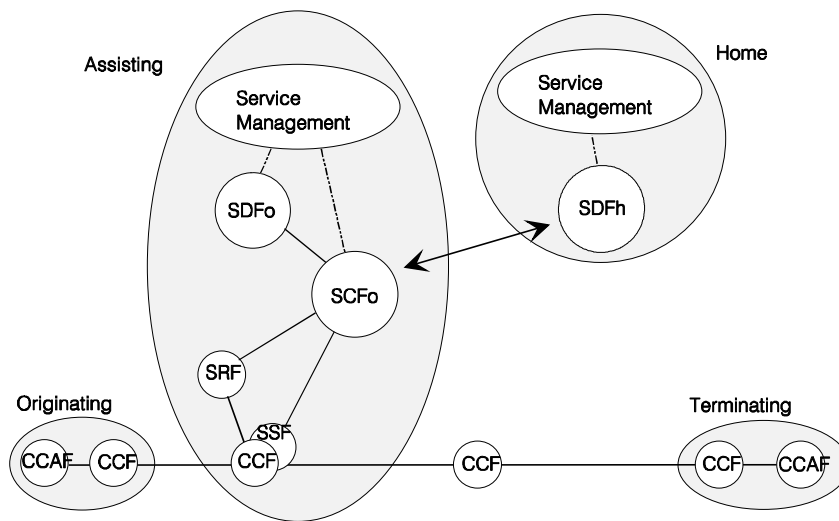 Assisting
Home
Service
Management
Service
Management
SDFo
SDFh
SCFo
SRF
Originating
Terminating
SSF
CCAF
CCF
CCF
CCF
CCF
CCAF